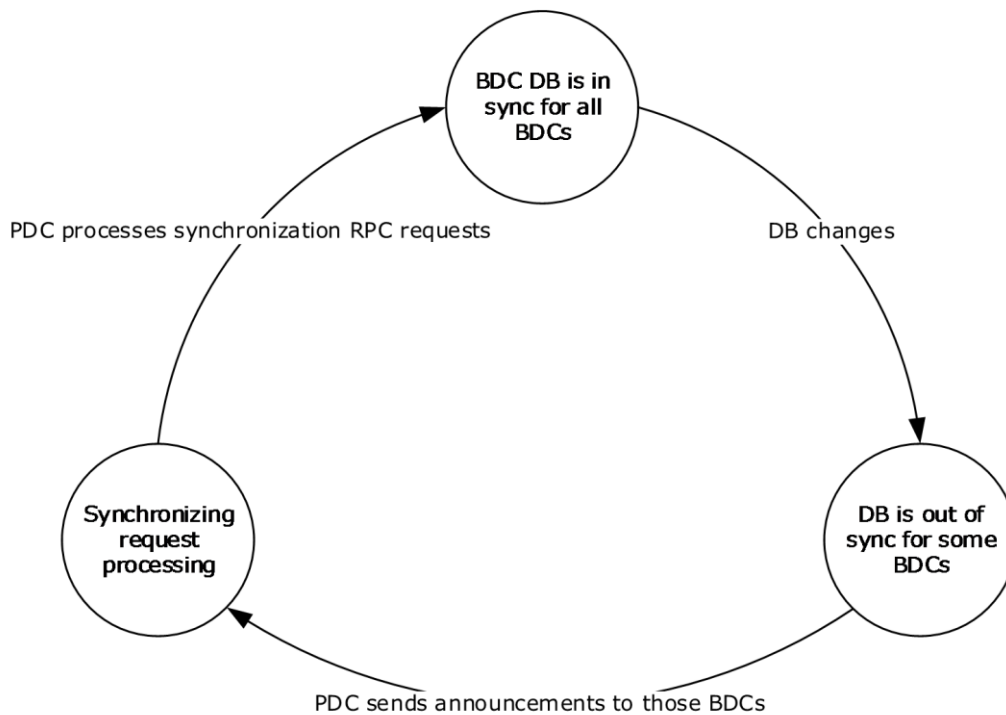 BDC DB is in
sync for all
BDCs
PDC processes synchronization RPC requests
DB changes
Synchronizing
request
processing
DB is out of
sync for some
BDCs
PDC sends announcements to those BDCs